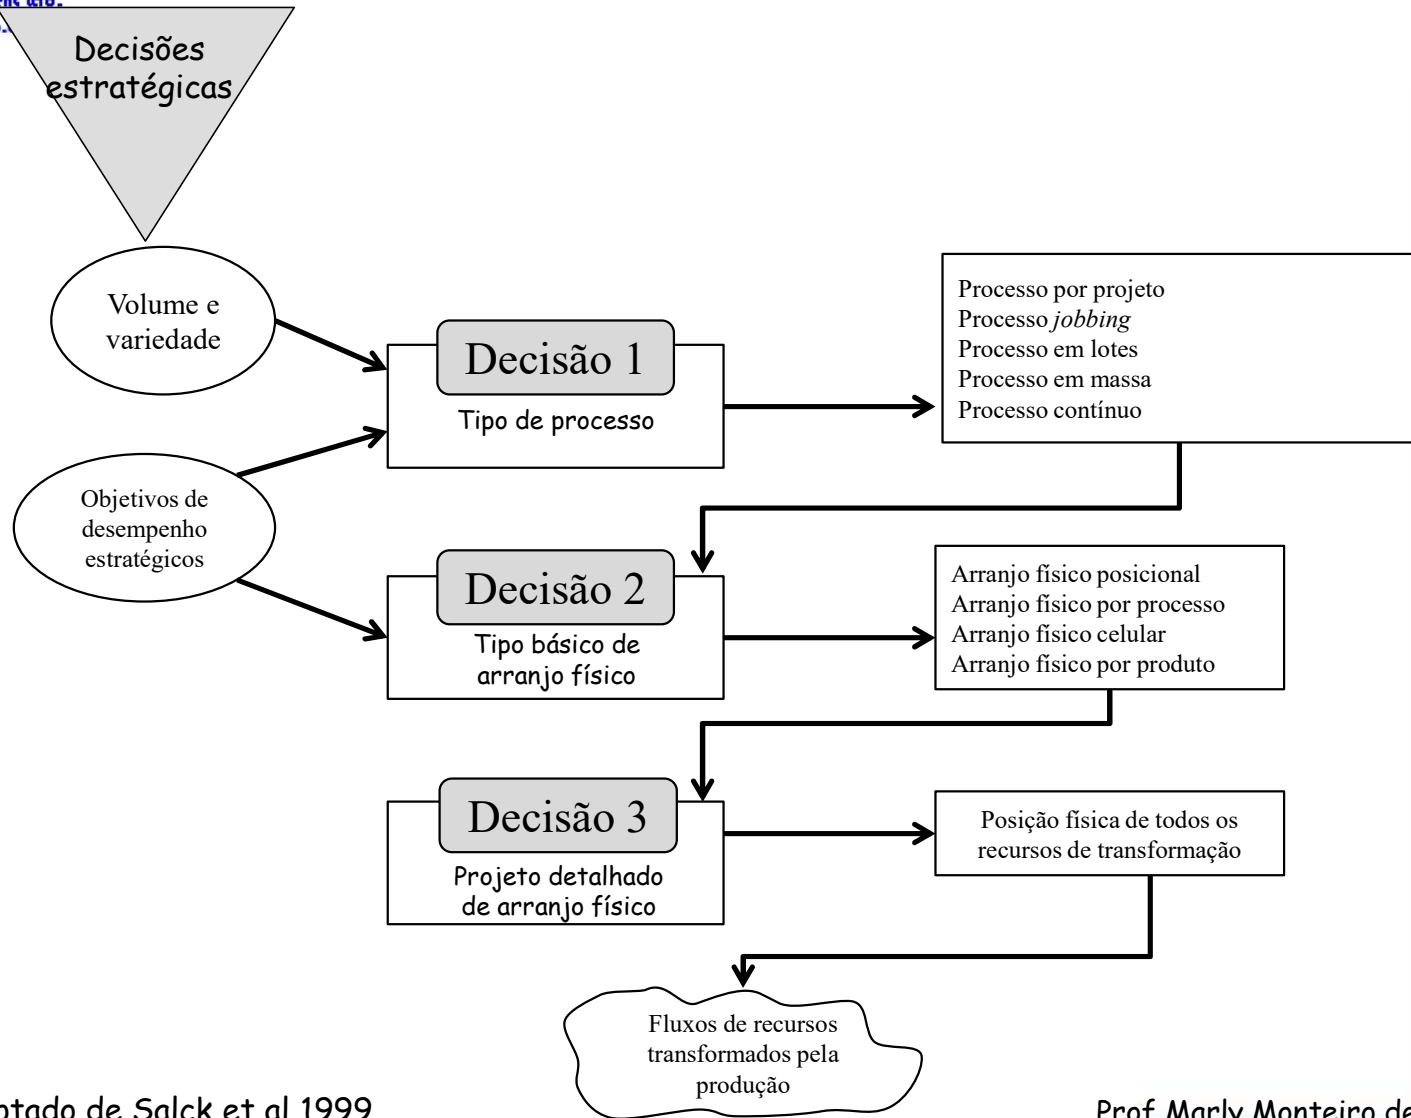 Decisões
estratégicas
Volume e
variedade
Objetivos de
desempenho
estratégicos
Decisão 1
Tipo de processo
Processo por projeto
Processo jobbing
Processo em lotes
Processo em massa
Processo contínuo
Decisão 2
Tipo básico de
arranjo físico
Arranjo físico posicional
Arranjo físico por processo
Arranjo físico celular
Arranjo físico por produto
Decisão 3
Projeto detalhado
de arranjo físico
Posição física de todos os
recursos de transformação
Fluxos de recursos
transformados pela
produção
de Salck et al 1999
Prof Marly Monteiro de